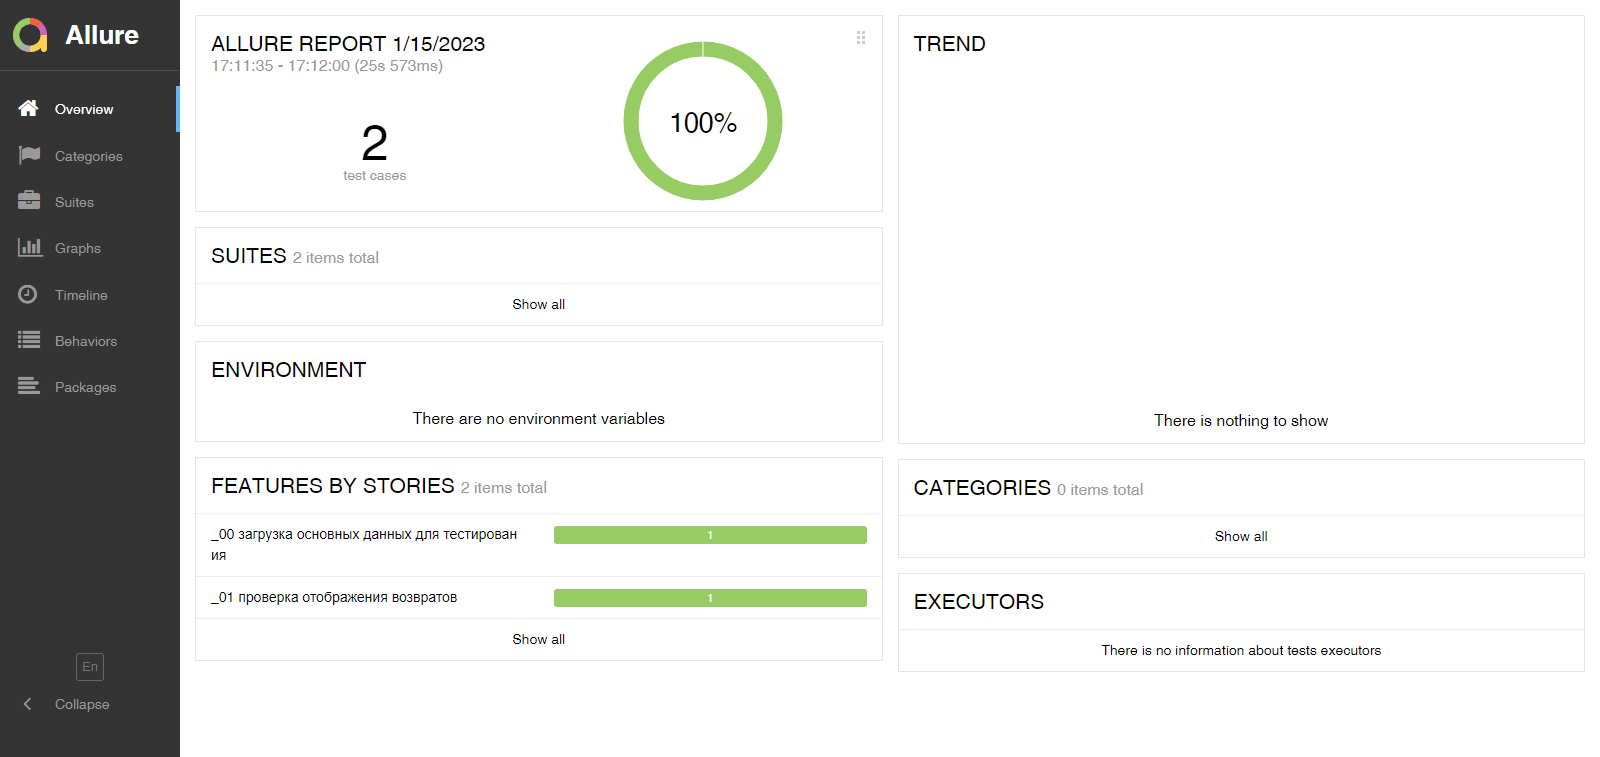 Allure
Overview
Categories
Suites
Graphs
Timeline
Behaviors
Packages
En
Collapse
ALLURE REPORT 1/15/2023
17:11:35 - 17:12:00 (25s 573ms)
2
test cases
100%
SUITES 2 items total
Show all
ENVIRONMENT
There are no environment variables
FEATURES BY STORIES 2 items total
_00 загрузка основных данных для тестирован
ия
1
_01 проверка отображения возвратов
1
Show all
TREND
There is nothing to show
CATEGORIES 0 items total
Show all
EXECUTORS
There is no information about tests executors